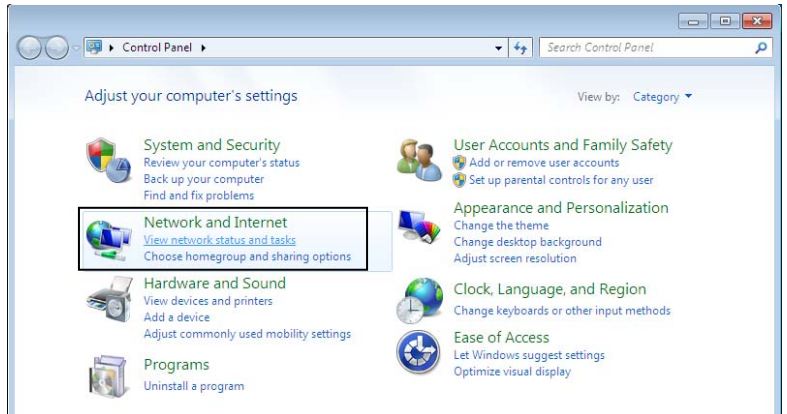 Control Panel
Search Control Panel
Adjust your computer's settings
View by: Category
System and Security
Review your computer's status
Back up your computer
Find and fix problems
Network and Internet
View network status and tasks
Choose homegroup and sharing options
Hardware and Sound
View devices and printers
Add a device
Adjust commonly used mobility settings
Programs
Uninstall a program
User Accounts and Family Safety
Add or remove user accounts
Set up parental controls for any user
Appearance and Personalization
Change the theme
Change desktop background
Adjust screen resolution
Clock, Language, and Region
Change keyboards or other input methods
Ease of Access
Let Windows suggest settings
Optimize visual display